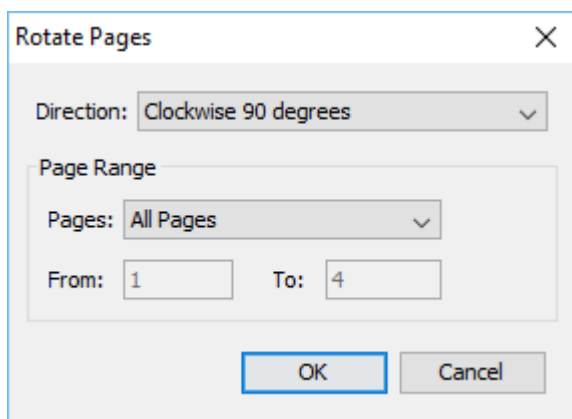 Rotate Pages
Direction: Clockwise 90 degrees
Page Range
Pages: All Pages
From: 1 To: 4
OK Cancel